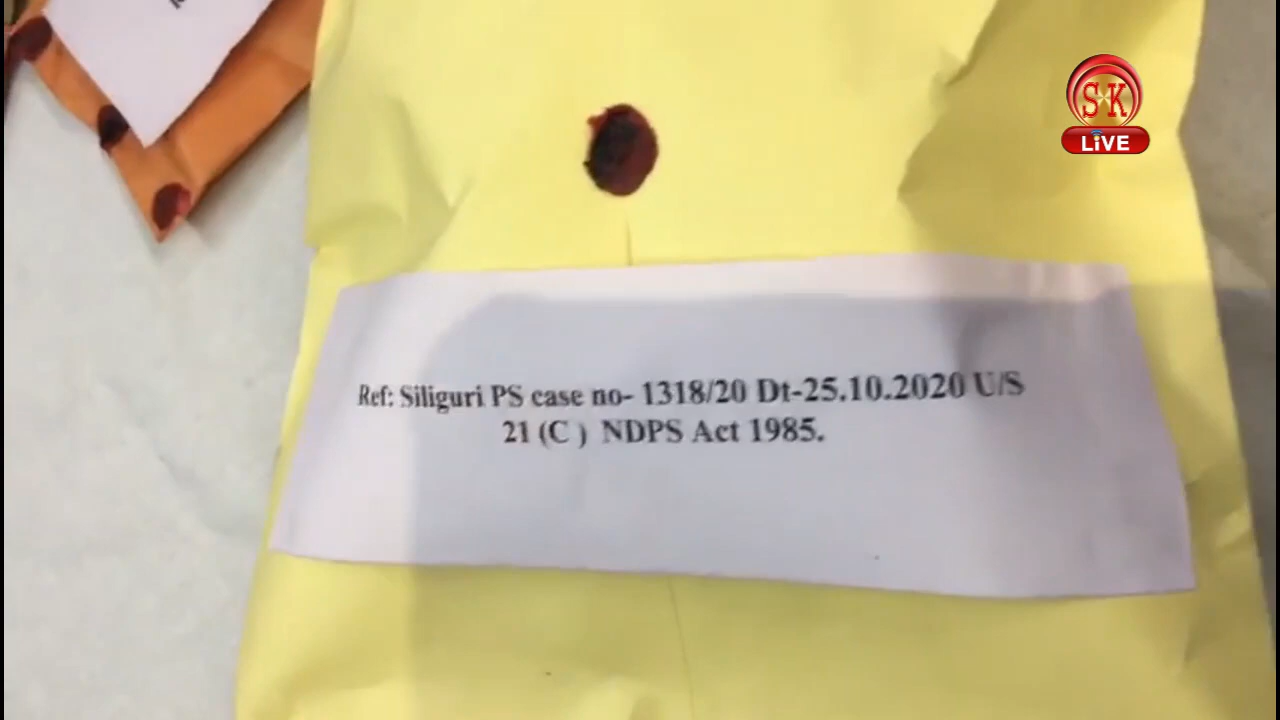 SK
LiVE
Ref: Siliguri PS case no- 1318/20 Dt-25.10.2020 U/S
21 (C ) NDPS Act 1985.